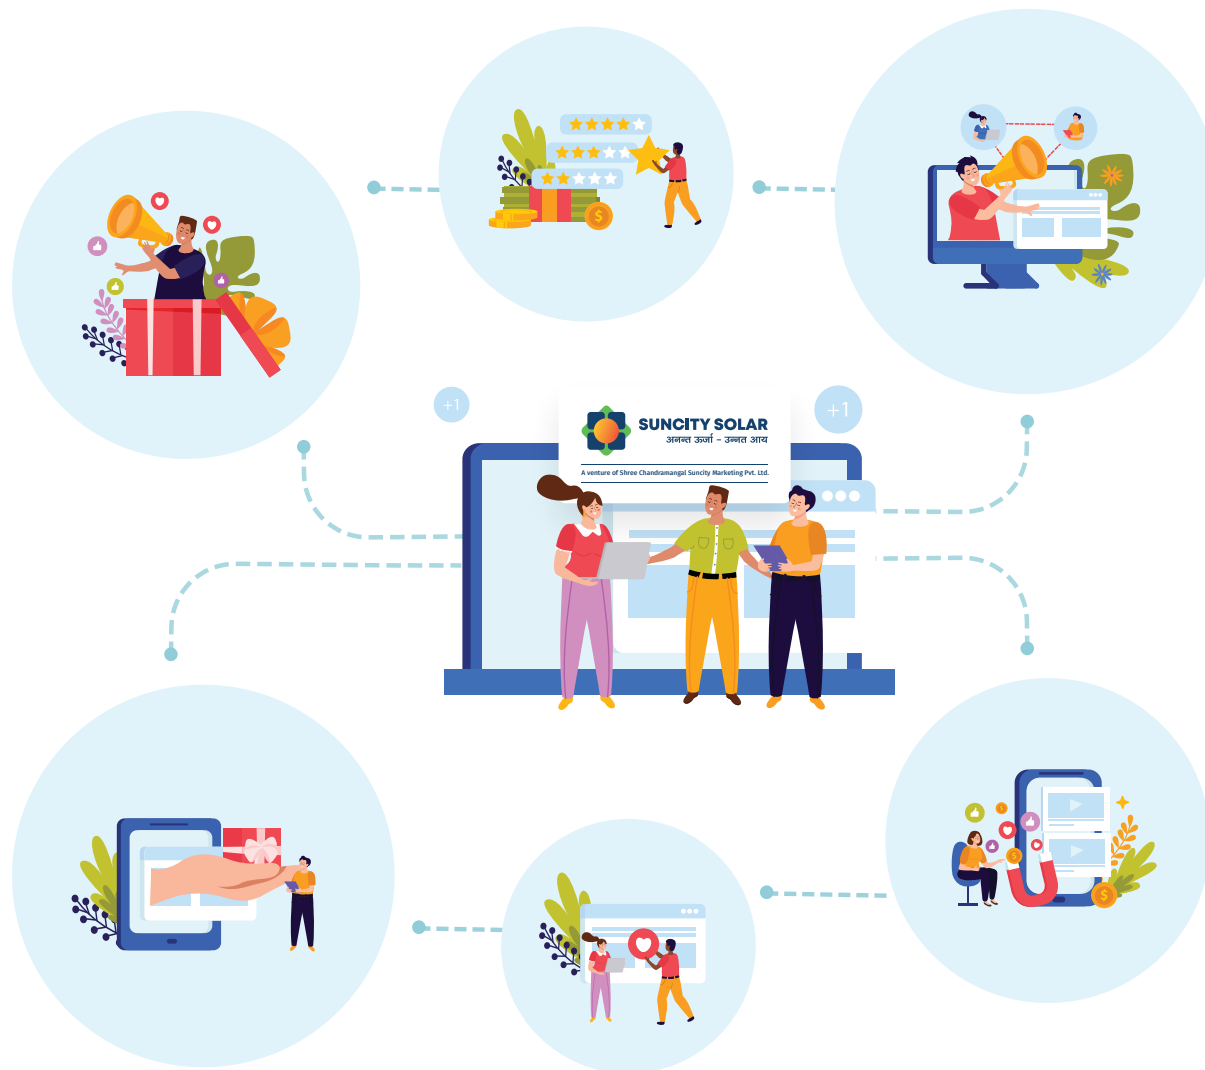 +1
+1
SUNCITY SOLAR
अनन्त ऊर्जा - उन्नत आय
A venture of Shree Chandramangal Suncity Marketing Pvt. Ltd.
$
$
$